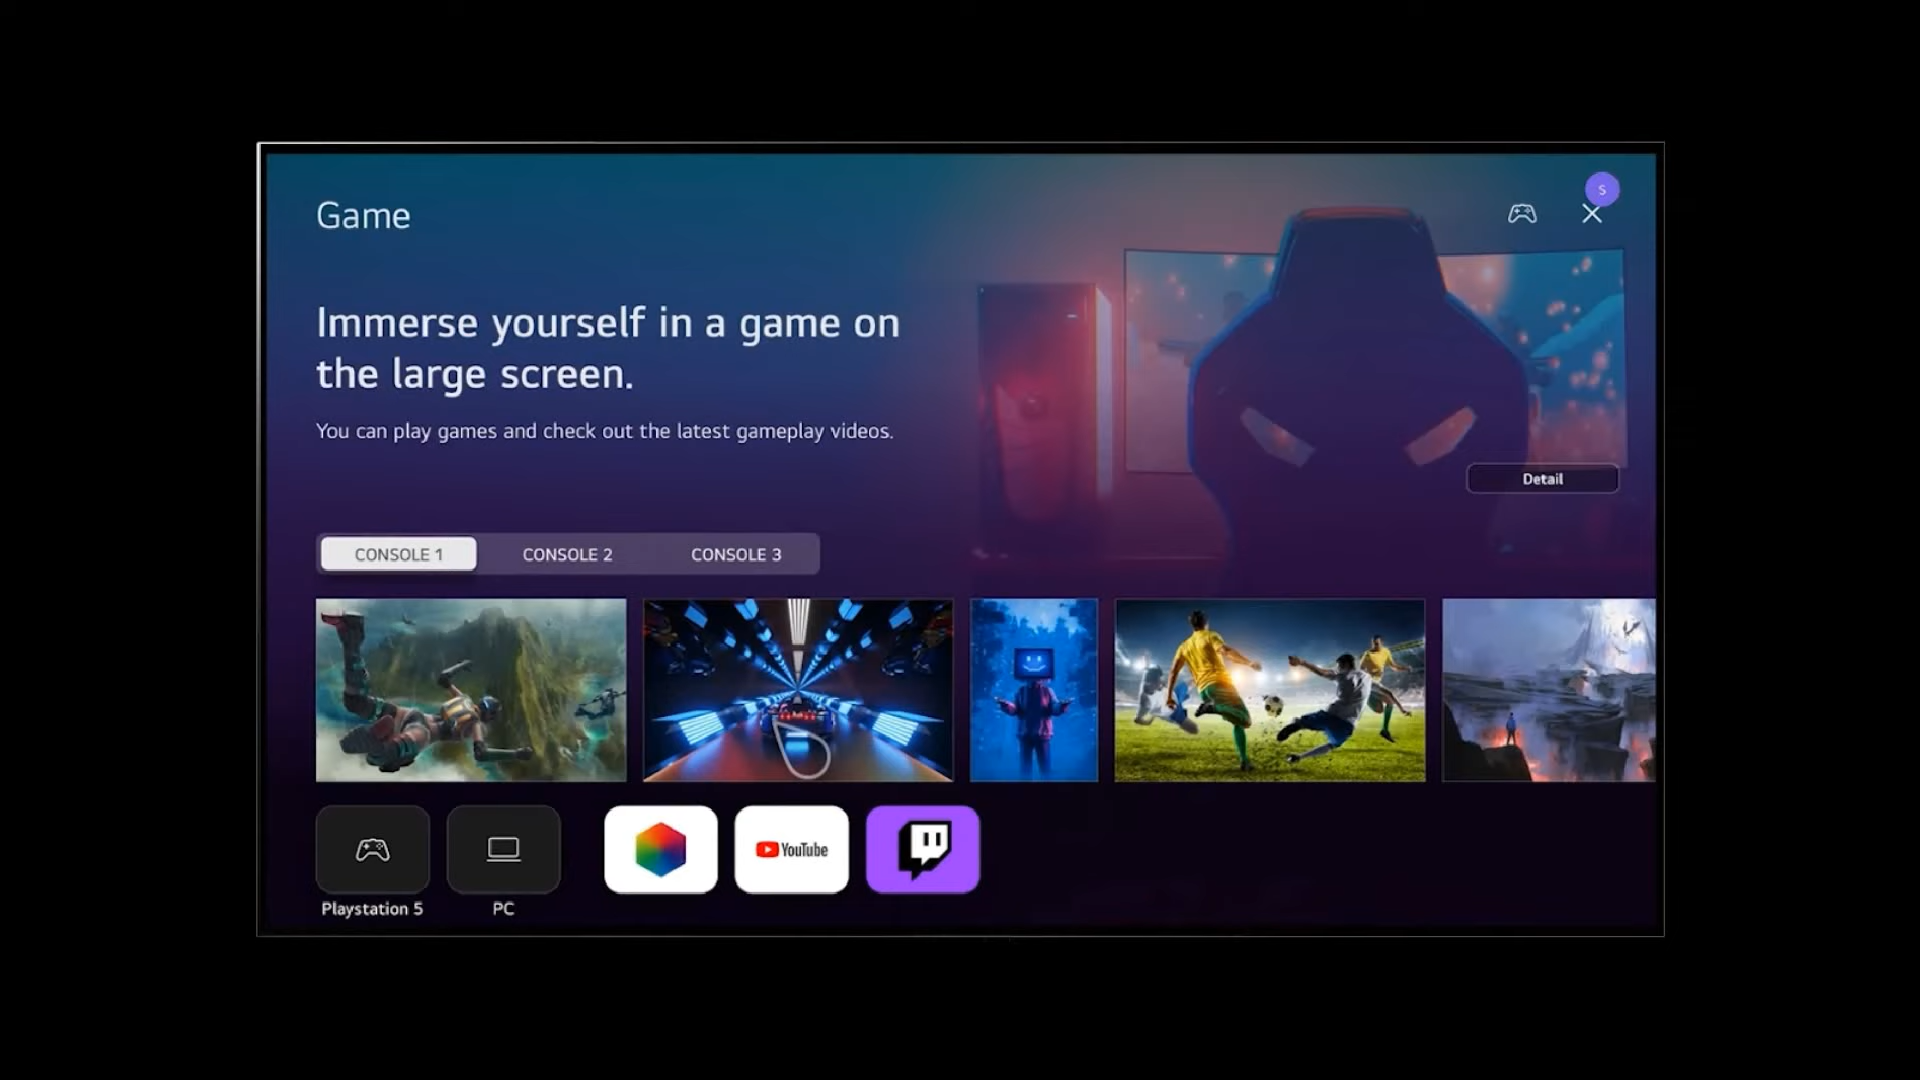 S
Game
Immerse yourself in a game on
the large screen.
You can play games and check out the latest gameplay videos.
Detail
CONSOLE 1 CONSOLE 2 CONSOLE 3
YouTube
Playstation 5 PC